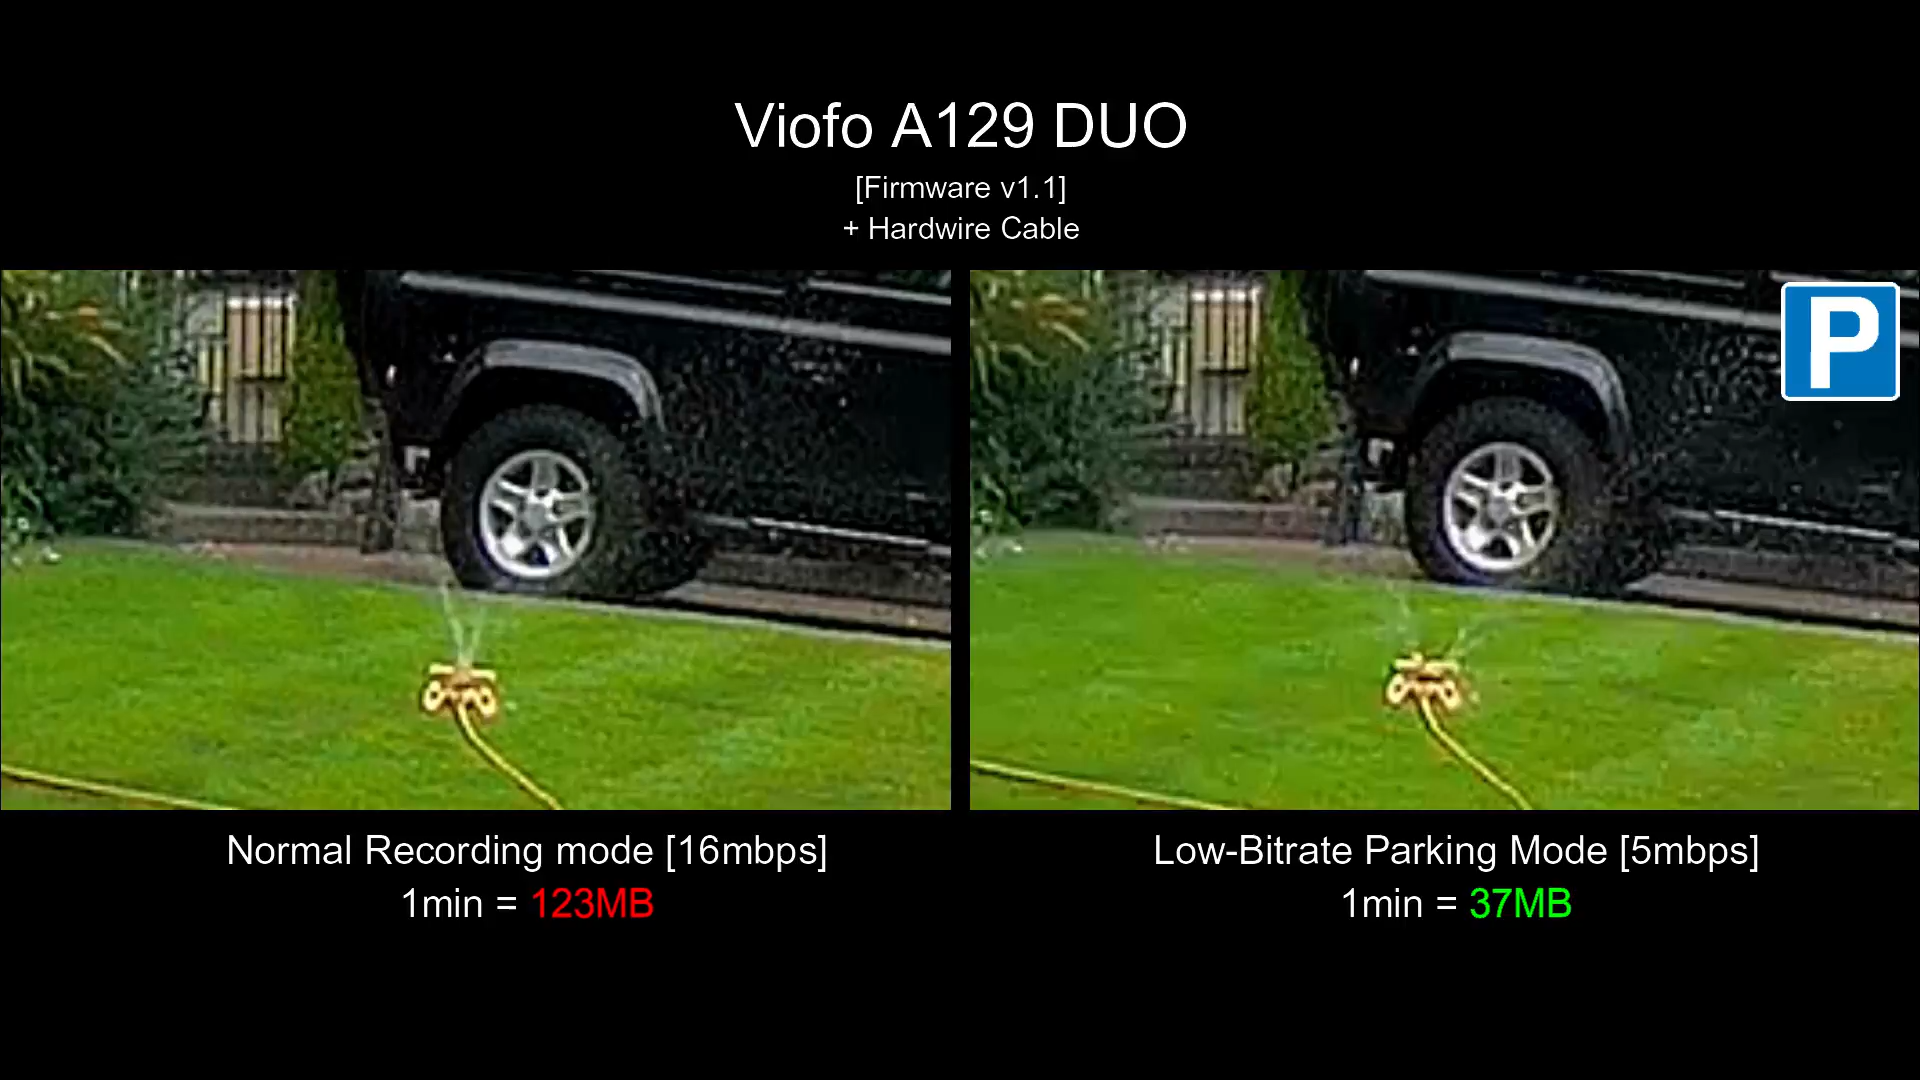 Viofo A129 DUO
[Firmware v1.1]
+ Hardwire Cable
P
Normal Recording mode [16mbps]
1min = 123MB
Low-Bitrate Parking Mode [5mbps]
1min = 37MB